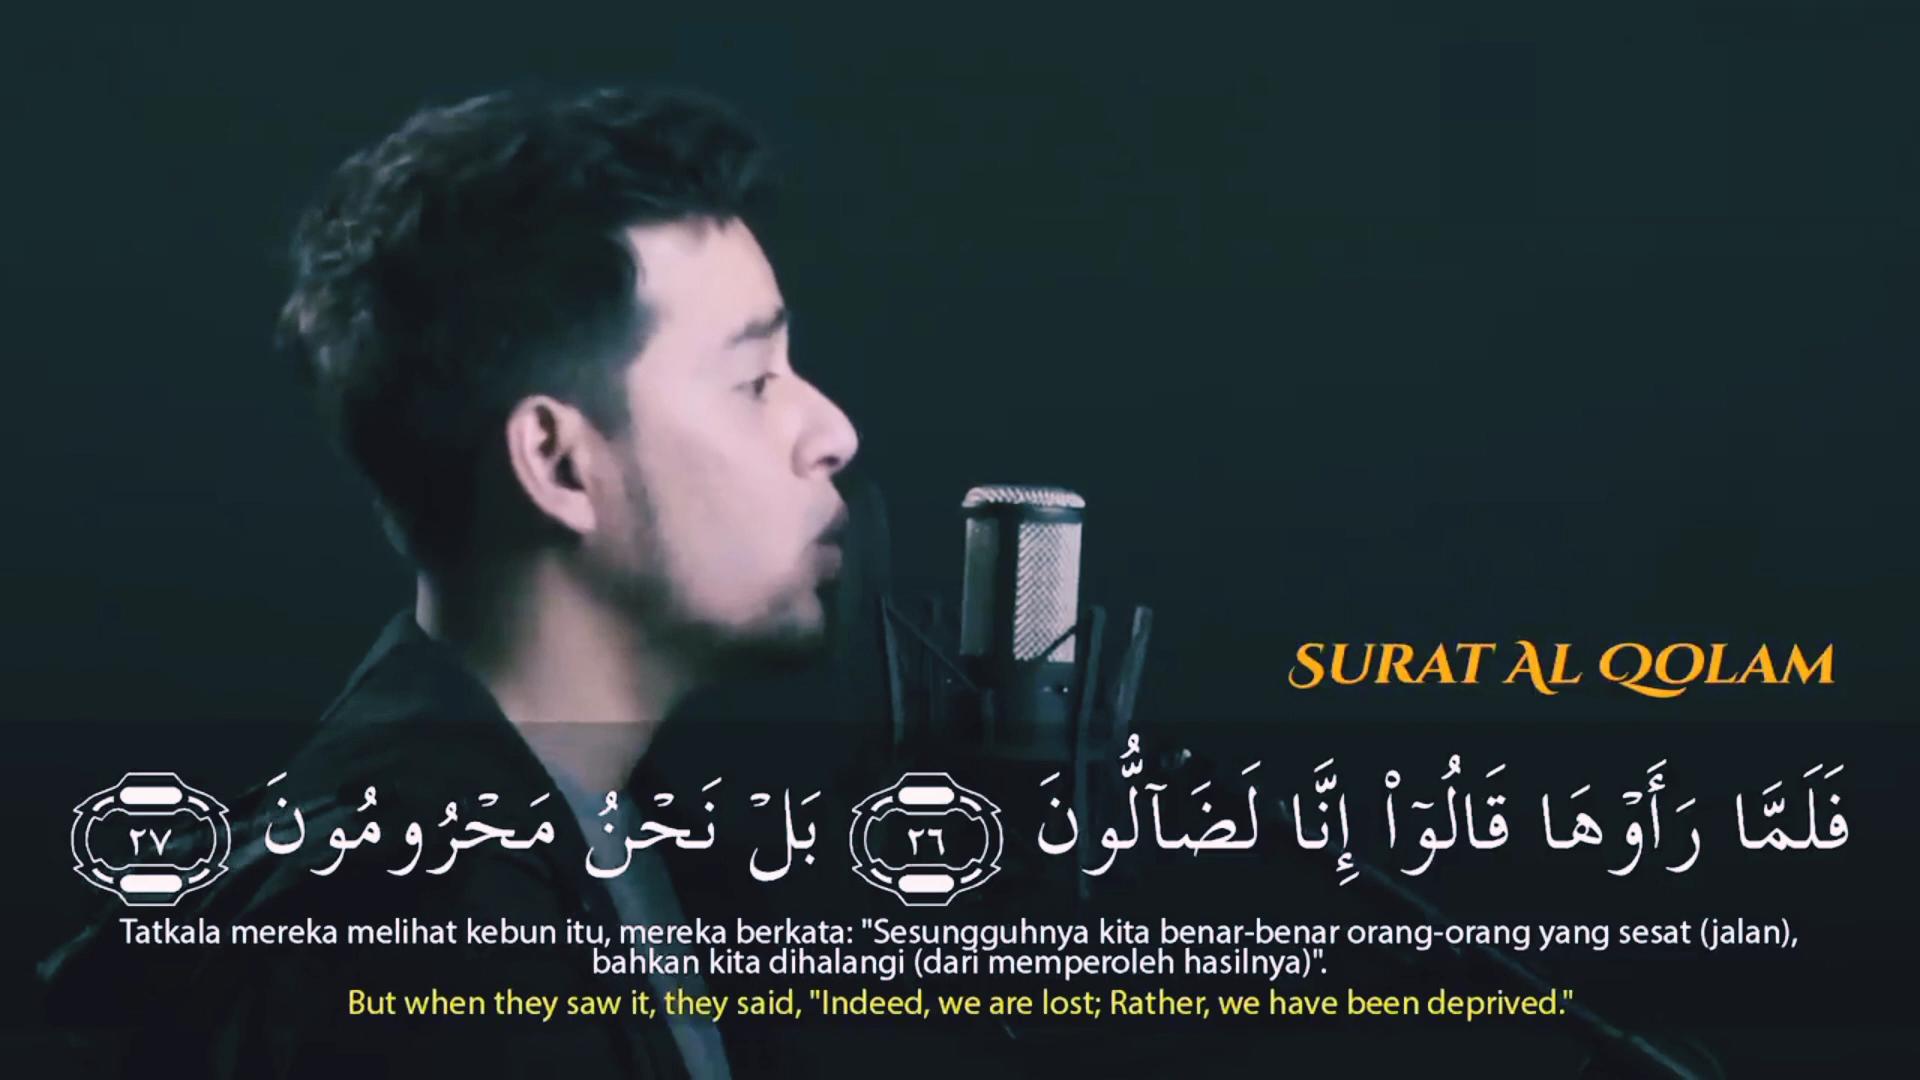 SURAT AL QOLAM
فَلَمَّا رَأَوْهَا قَالُوٓا۟ إِنَّا لَضَآلُّونَ ٢٦ بَلْ نَحْنُ مَحْرُومُونَ ٢٧
Tatkala mereka melihat kebun itu, mereka berkata: "Sesungguhnya kita benar-benar orang-orang yang sesat (jalan),
bahkan kita dihalangi (dari memperoleh hasilnya)".
But when they saw it, they said, "Indeed, we are lost; Rather, we have been deprived."